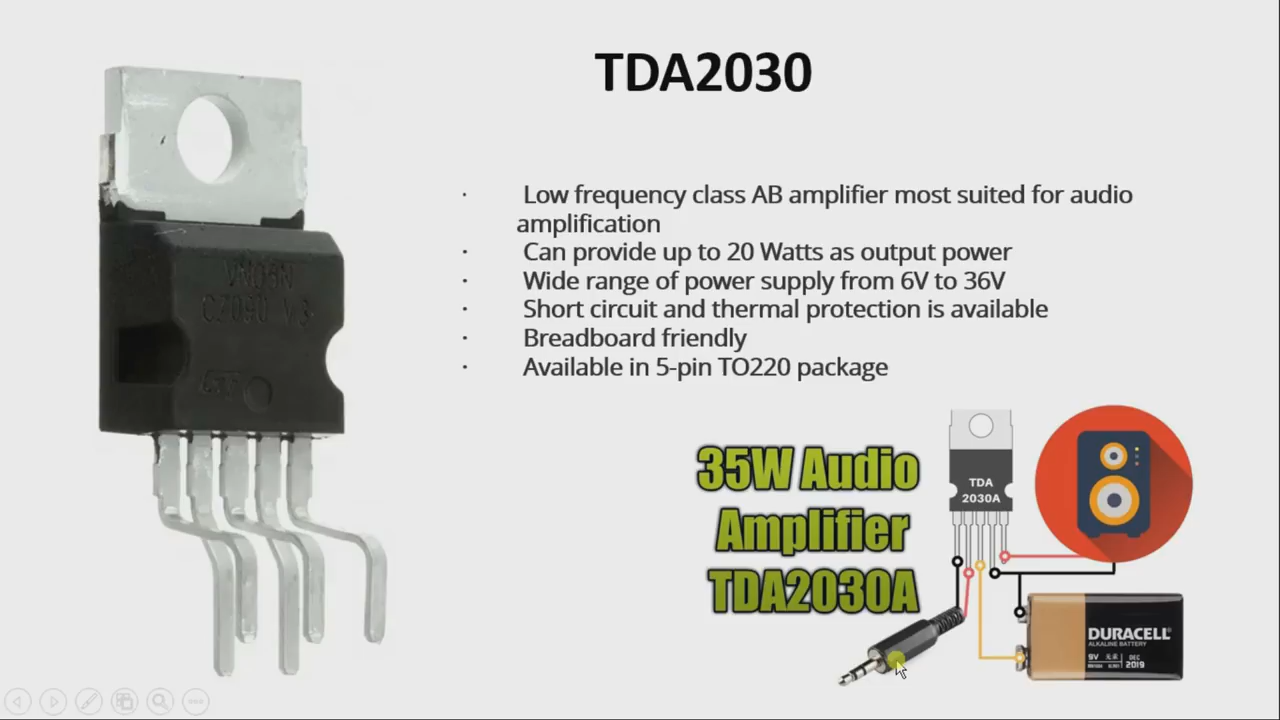 TDA2030
· Low frequency class AB amplifier most suited for audio
amplification
· Can provide up to 20 Watts as output power
· Wide range of power supply from 6V to 36V
· Short circuit and thermal protection is available
· Breadboard friendly
· Available in 5-pin TO220 package
35W Audio
Amplifier
TDA2030A
TDA
2030A
DURACELL
ALKALINE BATTERY
9V
DEC
2019